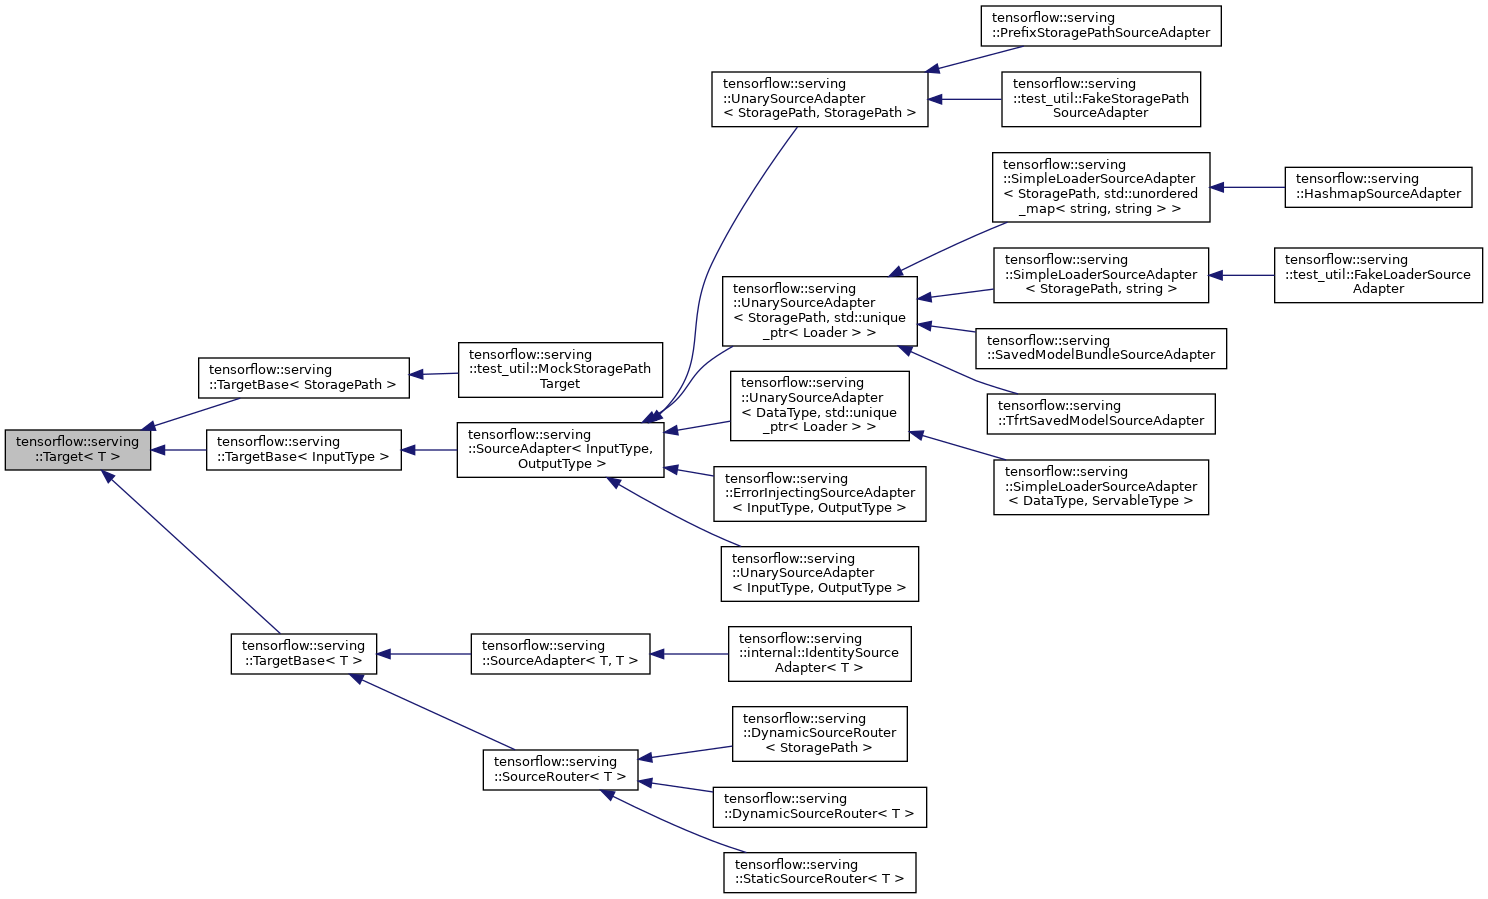 tensorflow::serving
::PrefixStoragePathSourceAdapter
tensorflow::serving
::UnarySourceAdapter
< StoragePath, StoragePath >
tensorflow::serving
::test_util::FakeStoragePath
SourceAdapter
tensorflow::serving
::SimpleLoaderSourceAdapter
< StoragePath, std::unordered
_map< string, string > >
tensorflow::serving
::HashmapSourceAdapter
tensorflow::serving
::SimpleLoaderSourceAdapter
< StoragePath, string >
tensorflow::serving
::test_util::FakeLoaderSource
Adapter
tensorflow::serving
::UnarySourceAdapter
< StoragePath, std::unique
_ptr< Loader > >
tensorflow::serving
::SavedModelBundleSourceAdapter
tensorflow::serving
::TfrtSavedModelSourceAdapter
tensorflow::serving
::TargetBase< StoragePath >
tensorflow::serving
::test_util::MockStoragePath
Target
tensorflow::serving
::UnarySourceAdapter
< DataType, std::unique
_ptr< Loader > >
tensorflow::serving
::Target< T >
tensorflow::serving
::TargetBase< InputType >
tensorflow::serving
::SourceAdapter< InputType,
OutputType >
tensorflow::serving
::SimpleLoaderSourceAdapter
< DataType, ServableType >
tensorflow::serving
::ErrorInjectingSourceAdapter
< InputType, OutputType >
tensorflow::serving
::UnarySourceAdapter
< InputType, OutputType >
tensorflow::serving
::TargetBase< T >
tensorflow::serving
::SourceAdapter< T, T >
tensorflow::serving
::internal::IdentitySource
Adapter< T >
tensorflow::serving
::DynamicSourceRouter
< StoragePath >
tensorflow::serving
::SourceRouter< T >
tensorflow::serving
::DynamicSourceRouter< T >
tensorflow::serving
::StaticSourceRouter< T >